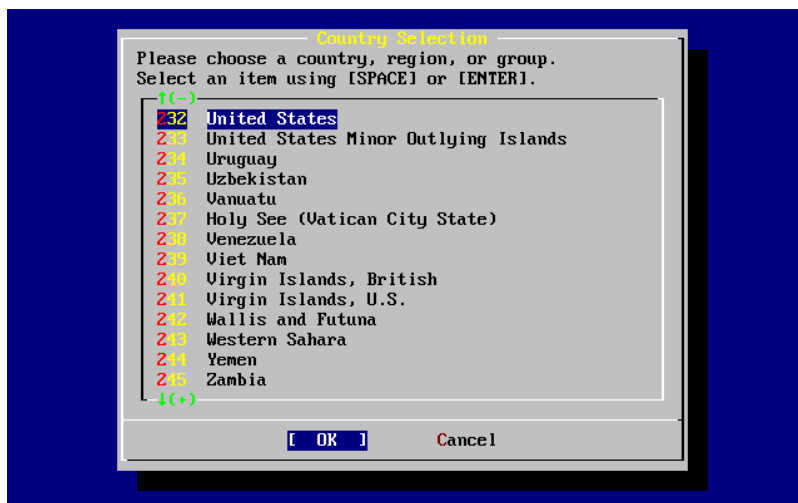 Country Selection
Please choose a country, region, or group.
Select an item using [SPACE] or [ENTER].
↑(-)
232 United States
233 United States Minor Outlying Islands
234 Uruguay
235 Uzbekistan
236 Vanuatu
237 Holy See (Vatican City State)
238 Venezuela
239 Viet Nam
240 Virgin Islands, British
241 Virgin Islands, U.S.
242 Wallis and Futuna
243 Western Sahara
244 Yemen
245 Zambia
↓(+)
[ OK ] Cancel